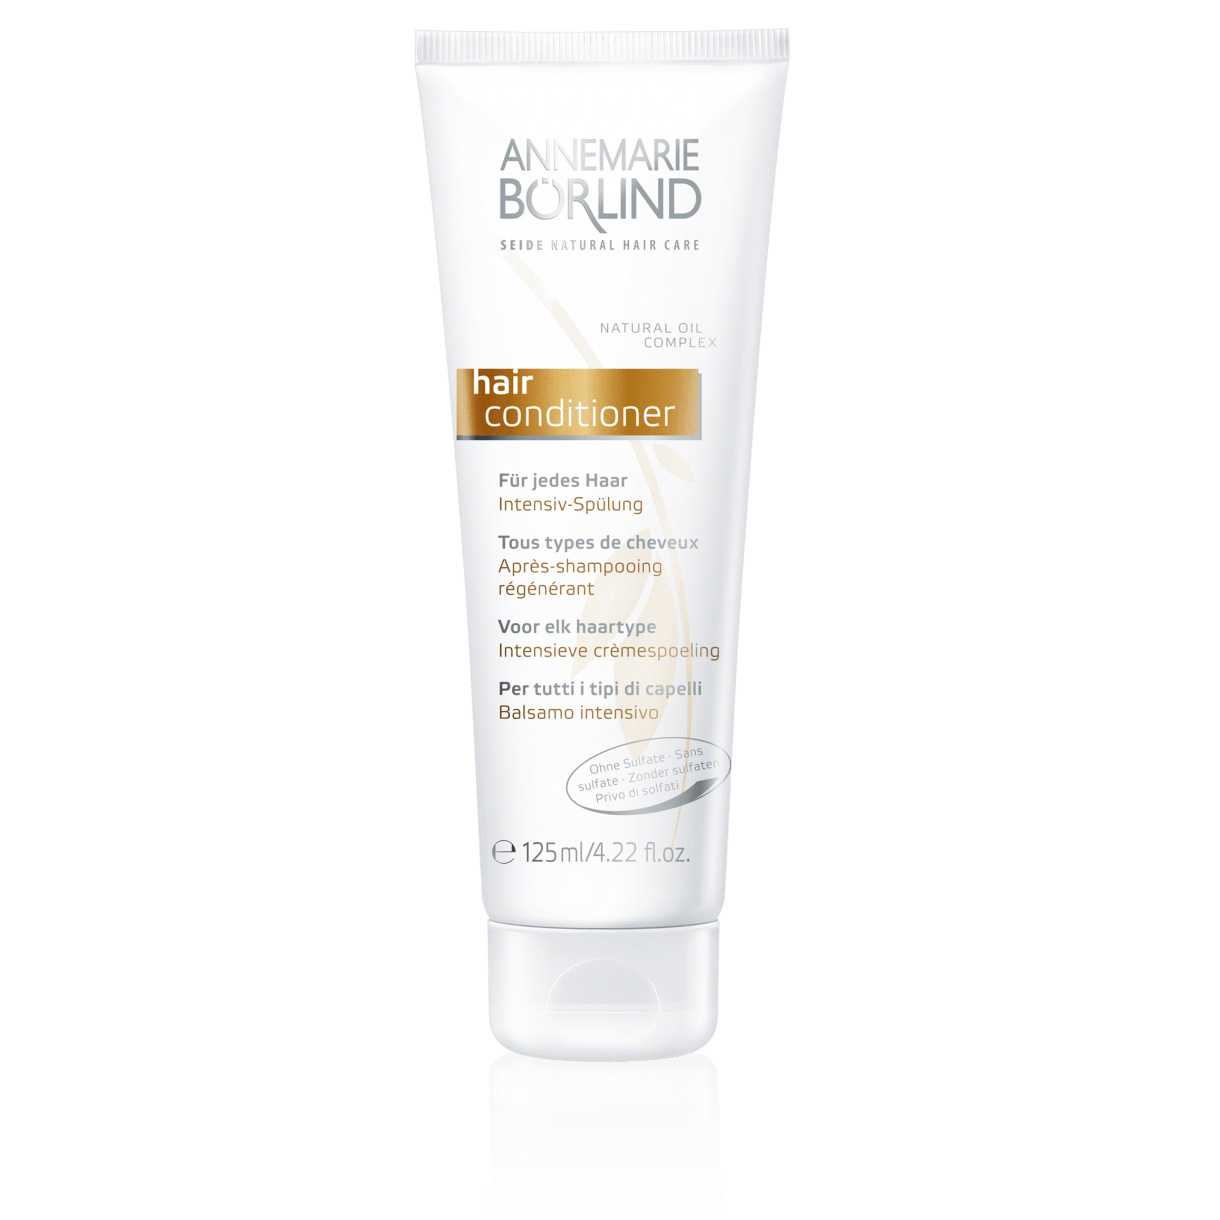 ANNEMARIE
BÖRLIND
SEIDE NATURAL HAIR CARE
NATURAL OIL
COMPLEX
hair
conditioner
Für jedes Haar
Intensiv-Spülung
Tous types de cheveux
Après-shampooing
régénérant
Voor elk haartype
Intensieve crèmespoeling
Per tutti i tipi di capelli
Balsamo intensivo
Ohne Sulfate · Sans
sulfate · Zonder sulfaten
Privo di solfati
℮ 125ml/4.22 fl.oz.